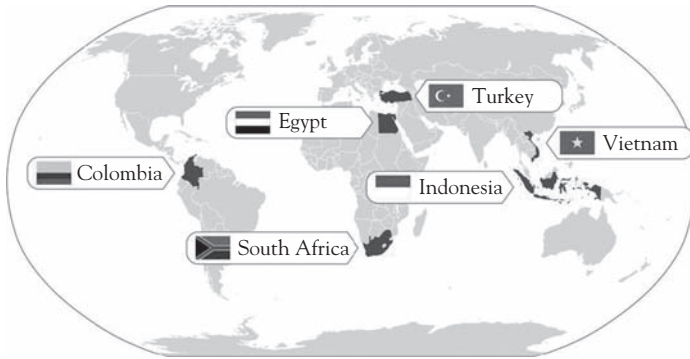 Turkey
Egypt
Vietnam
Colombia
Indonesia
South Africa